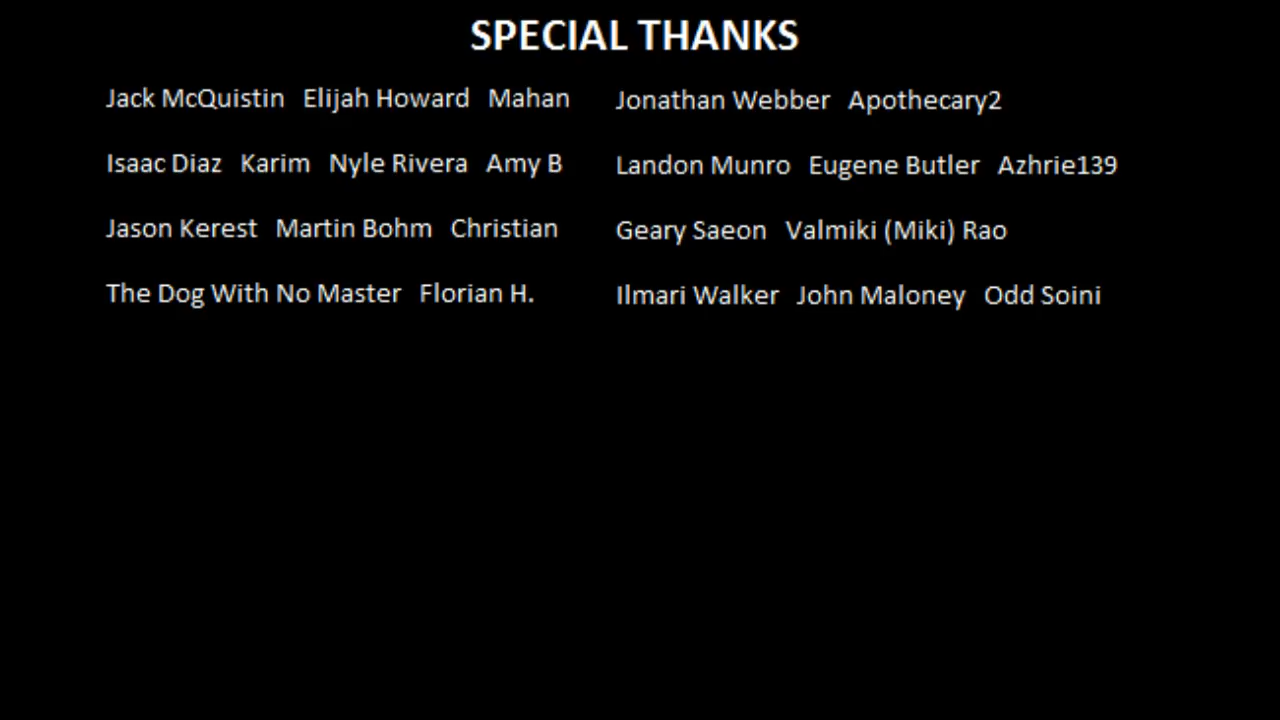 SPECIAL THANKS
Jack McQuistin Elijah Howard Mahan
Isaac Diaz Karim Nyle Rivera Amy B
Jason Kerest Martin Bohm Christian
The Dog With No Master Florian H.
Jonathan Webber Apothecary2
Landon Munro Eugene Butler Azhrie139
Geary Saeon Valmiki (Miki) Rao
Ilmari Walker John Maloney Odd Soini